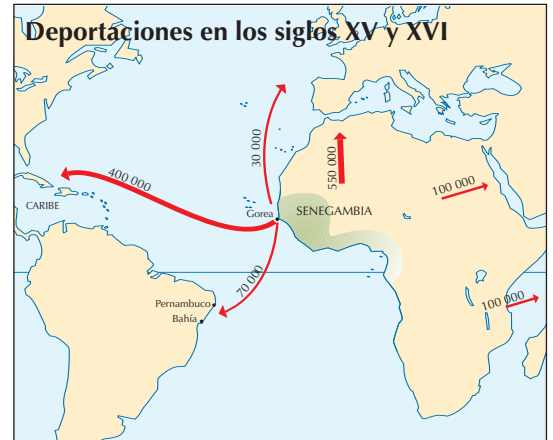 Deportaciones en los siglos XV y XVI
30 000
550 000
400 000
100 000
CARIBE
Gorea
SENEGAMBIA
70 000
Pernambuco
Bahía
100 000